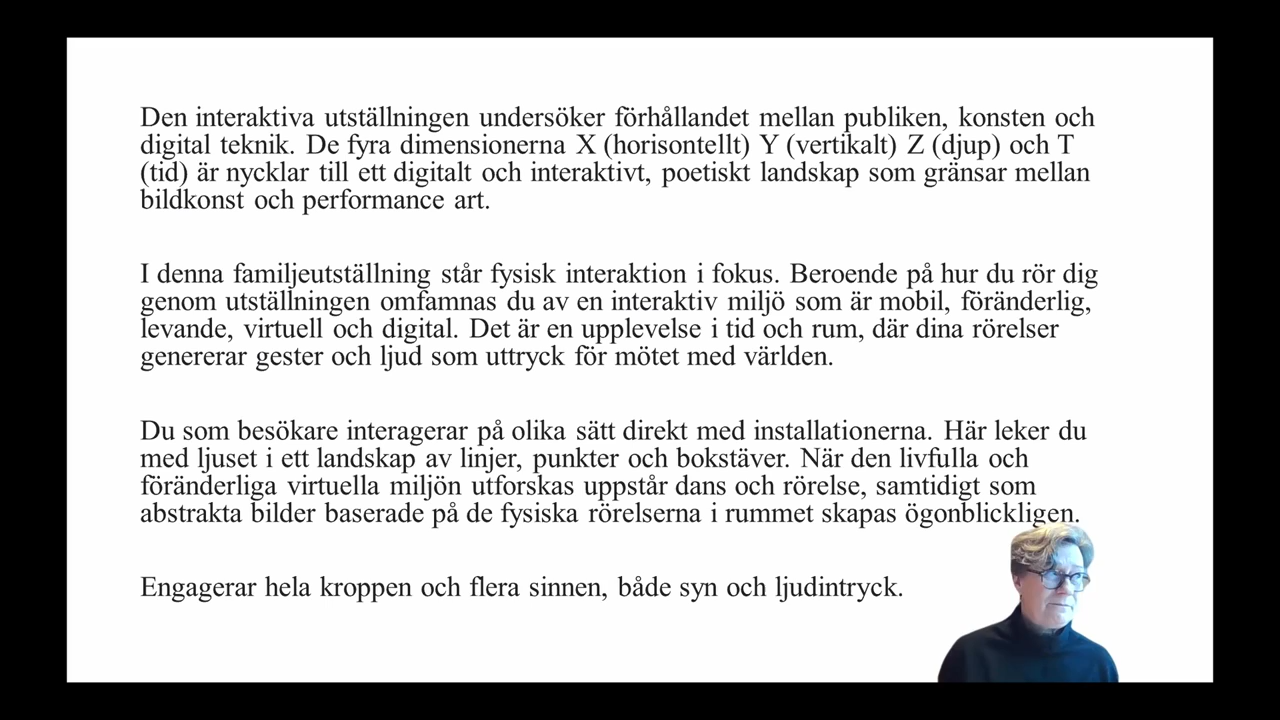 Den interaktiva utställningen undersöker förhållandet mellan publiken, konsten och
digital teknik. De fyra dimensionerna X (horisontellt) Y (vertikalt) Z (djup) och T
(tid) är nycklar till ett digitalt och interaktivt, poetiskt landskap som gränsar mellan
bildkonst och performance art.
I denna familjeutställning står fysisk interaktion i fokus. Beroende på hur du rör dig
genom utställningen omfamnas du av en interaktiv miljö som är mobil, föränderlig,
levande, virtuell och digital. Det är en upplevelse i tid och rum, där dina rörelser
genererar gester och ljud som uttryck för mötet med världen.
Du som besökare interagerar på olika sätt direkt med installationerna. Här leker du
med ljuset i ett landskap av linjer, punkter och bokstäver. När den livfulla och
föränderliga virtuella miljön utforskas uppstår dans och rörelse, samtidigt som
abstrakta bilder baserade på de fysiska rörelserna i rummet skapas ögonblickligen.
Engagerar hela kroppen och flera sinnen, både syn och ljudintryck.